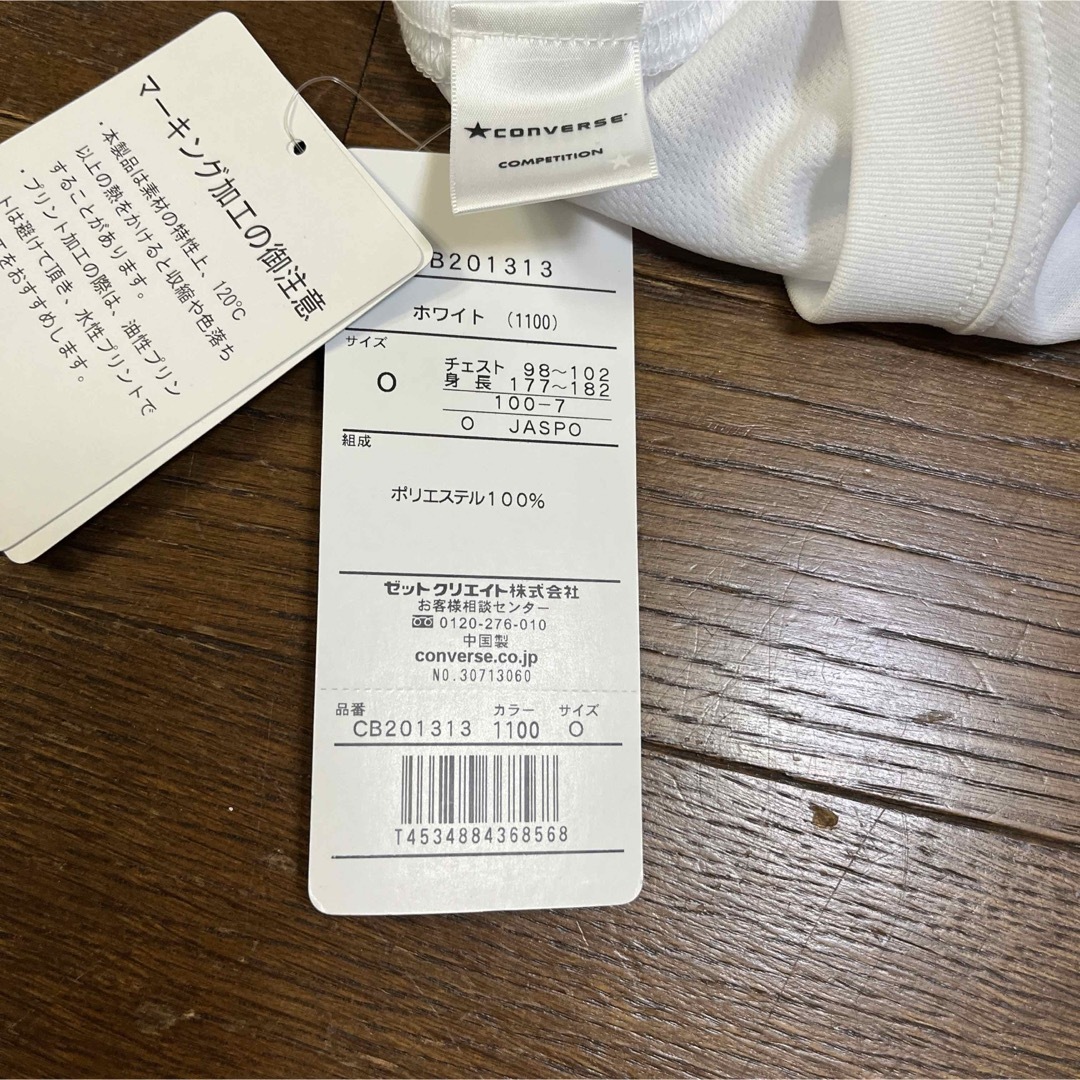 マーキング加工の御注意
・本製品は素材の特性上、120℃
以上の熱をかけると収縮や色落ち
することがあります。
・プリント加工の際は、油性プリン
トは避けて頂き、水性プリントで
をおすすめします。
★CONVERSE
COMPETITION
B201313
ホワイト (1100)
サイズ
O
チェスト 98~102
身長 177~182
100-7
O JASPO
組成
ポリエステル100%
ゼットクリエイト株式会社
お客様相談センター
0120-276-010
中国製
converse.co.jp
NO.30713060
品番 カラー サイズ
CB201313 1100 O
T4534884368568